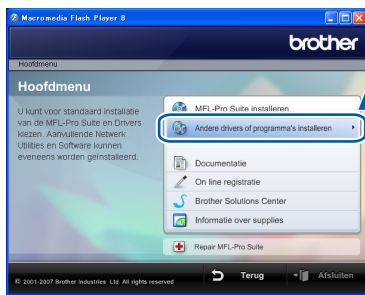 Macromedia Flash Player 8
brother
Hoofdmenu
Hoofdmenu
U kunt voor standaard installatie
van de MFL-Pro Suite en Drivers
kiezen. Aanvullende Netwerk
Utilities en Software kunnen
eveneens worden geïnstalleerd.
MFL-Pro Suite installeren
Andere drivers of programma's installeren
Documentatie
On line registratie
Brother Solutions Center
Informatie over supplies
Repair MFL-Pro Suite
© 2001-2007 Brother Industries Ltd. All rights reserved
Terug
Afsluiten